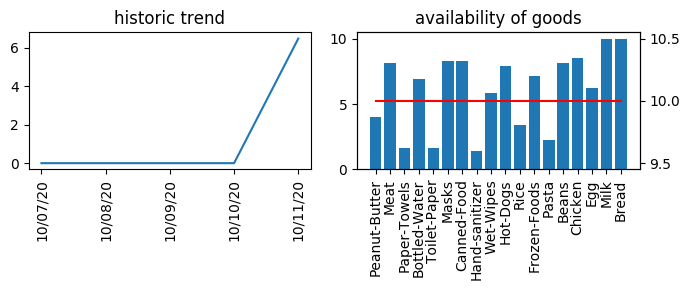 historic trend
6
4
2
0
10/07/20
10/08/20
10/09/20
10/10/20
10/11/20
availability of goods
10
5
0
10.5
10.0
9.5
Peanut-Butter
Meat
Paper-Towels
Bottled-Water
Toilet-Paper
Masks
Canned-Food
Hand-sanitizer
Wet-Wipes
Hot-Dogs
Rice
Frozen-Foods
Pasta
Beans
Chicken
Egg
Milk
Bread